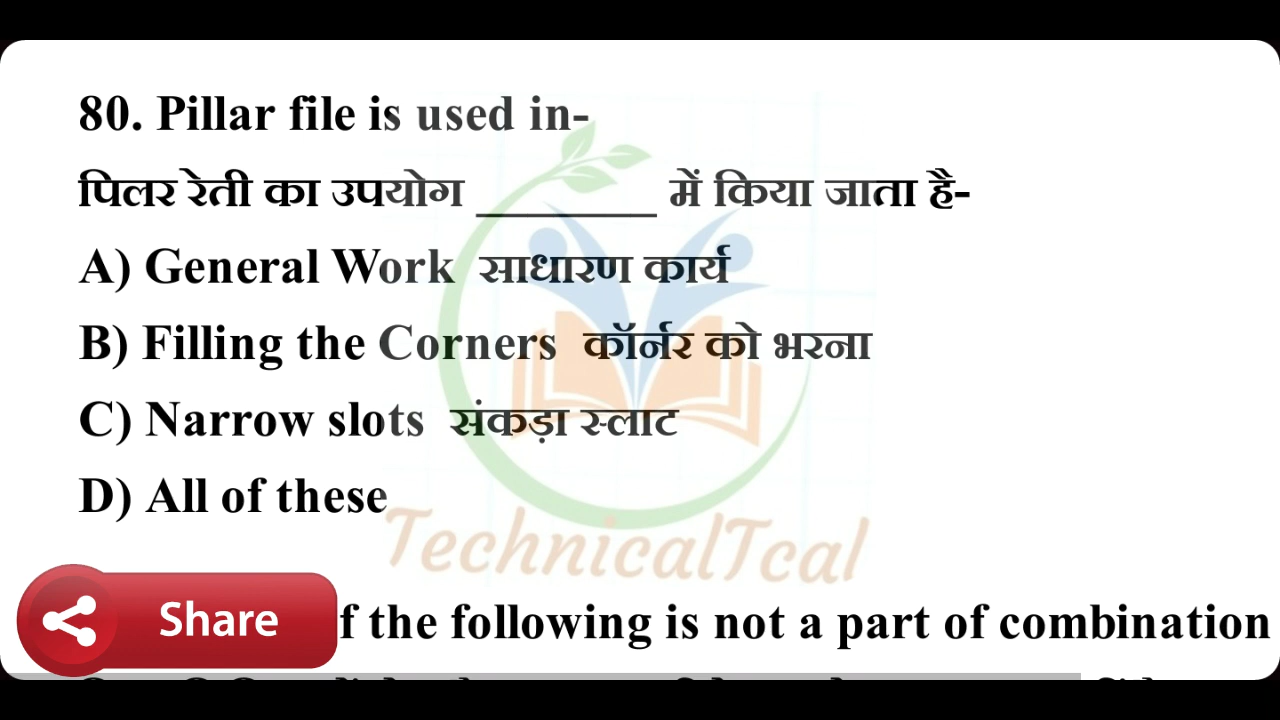 80. Pillar file is used in-
पिलर रेती का उपयोग _______ में किया जाता है-
A) General Work साधारण कार्य
B) Filling the Corners कॉर्नर को भरना
C) Narrow slots संकड़ा स्लाट
D) All of these
TechnicalTcal
Share
f the following is not a part of combination